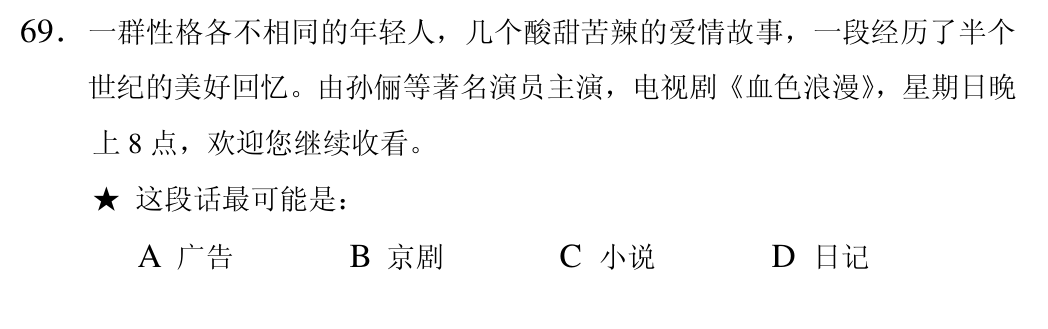 69. 一群性格各不相同的年轻人，几个酸甜苦辣的爱情故事，一段经历了半个
世纪的美好回忆。由孙俪等著名演员主演，电视剧《血色浪漫》，星期日晚
上 8 点，欢迎您继续收看。
★ 这段话最可能是：
A 广告 B 京剧 C 小说 D 日记